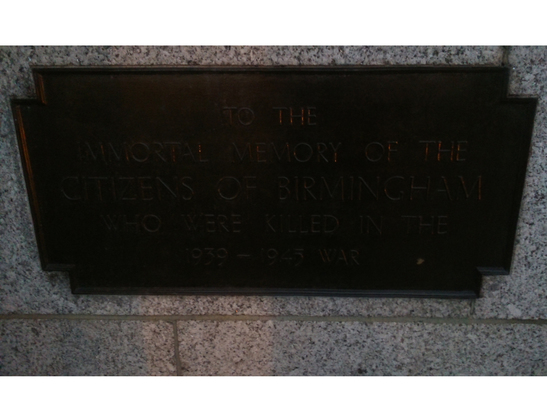 TO THE
IMMORTAL MEMORY OF THE
CITIZENS OF BIRMINGHAM
WHO WERE KILLED IN THE
1939 – 1945 WAR